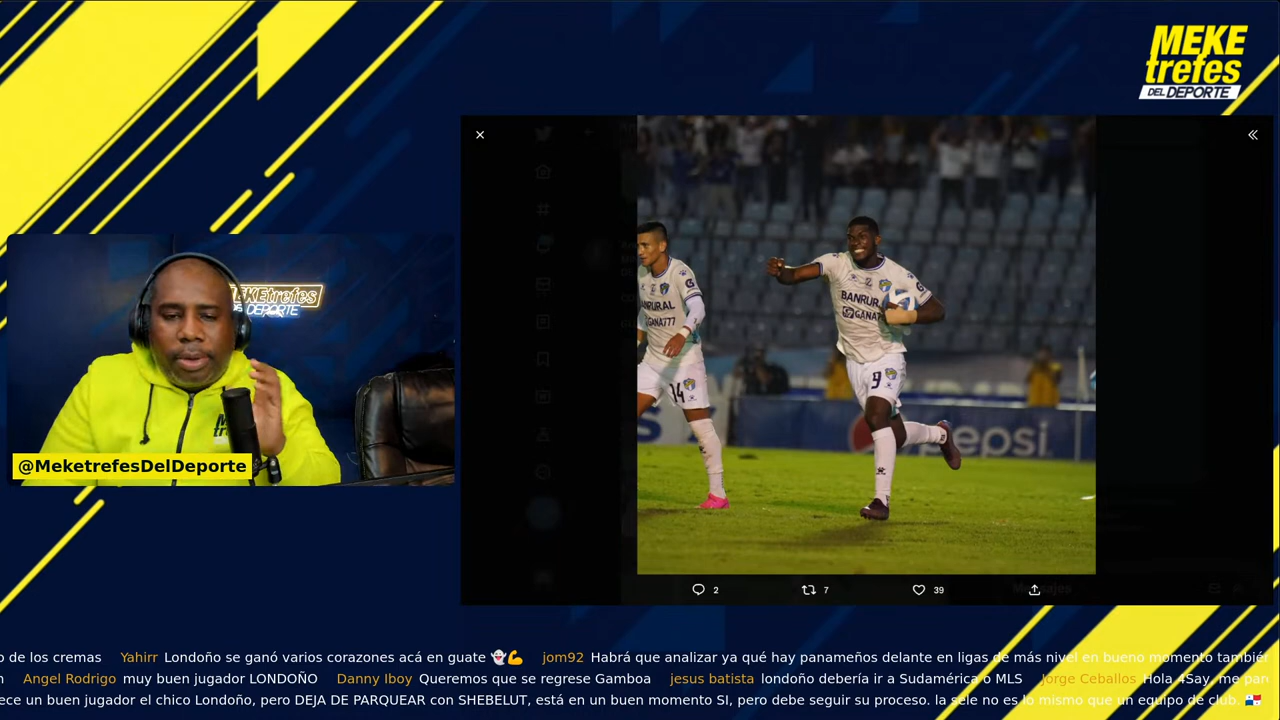 MEKE
trefes
DEL DEPORTE
MEKEtrefes
DEL DEPORTE
@MeketrefesDelDeporte
BANRURAL
GANA777
14
BANRUR
GANA7
9
pepsi
2
7
39
o de los cremas Yahirr Londoño se ganó varios corazones acá en guate 👻💪 jom92 Habrá que analizar ya qué hay panameños delante en ligas de más nivel en bueno momento también
n Angel Rodrigo muy buen jugador LONDOÑO Danny Iboy Queremos que se regrese Gamboa jesus batista londoño debería ir a Sudamérica o MLS Jorge Ceballos Hola 4Say, me pan
ece un buen jugador el chico Londoño, pero DEJA DE PARQUEAR con SHEBELUT, está en un buen momento SI, pero debe seguir su proceso. la sele no es lo mismo que un equipo de club. 🇵🇦